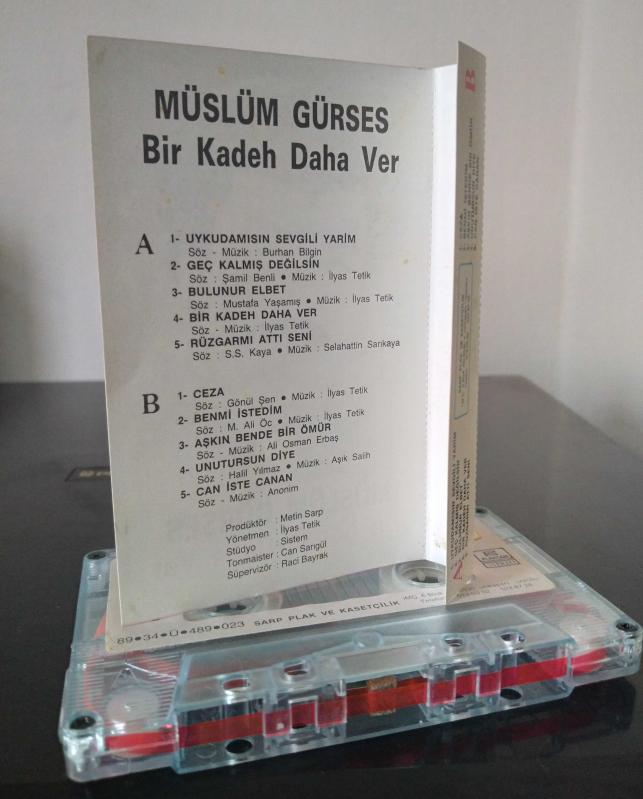 MÜSLÜM GÜRSES
Bir Kadeh Daha Ver
A
1- UYKUDAMISIN SEVGİLİ YARİM
Söz - Müzik : Burhan Bilgin
2- GEÇ KALMIŞ DEĞİLSİN
Söz : Şamil Benli ● Müzik : İlyas Tetik
3- BULUNUR ELBET
Söz : Mustafa Yaşamış ● Müzik : İlyas Tetik
4- BİR KADEH DAHA VER
Söz - Müzik : İlyas Tetik
5- RÜZGARMI ATTI SENİ
Söz : S.S. Kaya ● Müzik : Selahattin Sarıkaya
B
1- CEZA
Söz : Gönül Şen ● Müzik : İlyas Tetik
2- BENMİ İSTEDİM
Söz : M. Ali Öc ● Müzik : İlyas Tetik
3- AŞKIN BENDE BİR ÖMÜR
Söz - Müzik : Ali Osman Erbaş
4- UNUTURSUN DİYE
Söz : Halil Yılmaz ● Müzik : Aşık Salih
5- CAN İSTE CANAN
Söz - Müzik : Anonim
Prodüktör : Metin Sarp
Yönetmen : İlyas Tetik
Stüdyo : Sistem
Tonmaister : Can Sarıgül
Süpervizör : Raci Bayrak
89●34●Ü●489●023 SARP PLAK VE KASETÇİLİK
B
A